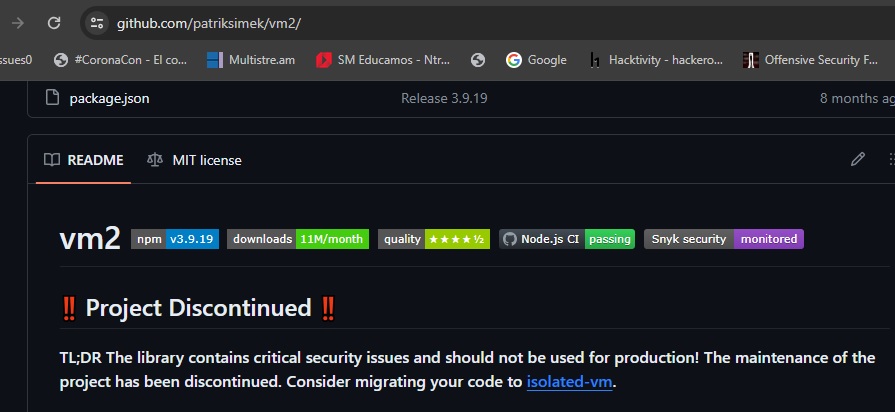 github.com/patriksimek/vm2/
ssues0 #CoronaCon - El co... Multistre.am SM Educamos - Ntr... Google Hacktivity - hackero... Offensive Security F...
package.json Release 3.9.19 8 months ag
README MIT license
vm2 npm v3.9.19 downloads 11M/month quality ★★★★½ Node.js CI passing Snyk security monitored
‼ Project Discontinued ‼
TL;DR The library contains critical security issues and should not be used for production! The maintenance of the
project has been discontinued. Consider migrating your code to isolated-vm.